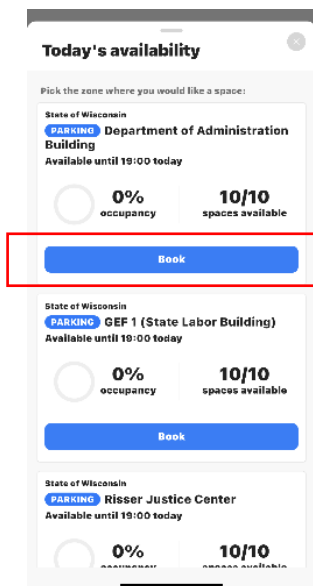 Today's availability
Pick the zone where you would like a space:
State of Wisconsin
PARKING Department of Administration
Building
Available until 19:00 today
0% 10/10
occupancy spaces available
Book
State of Wisconsin
PARKING GEF 1 (State Labor Building)
Available until 19:00 today
0% 10/10
occupancy spaces available
Book
State of Wisconsin
PARKING Risser Justice Center
Available until 19:00 today
0% 10/10
occupancy spaces available